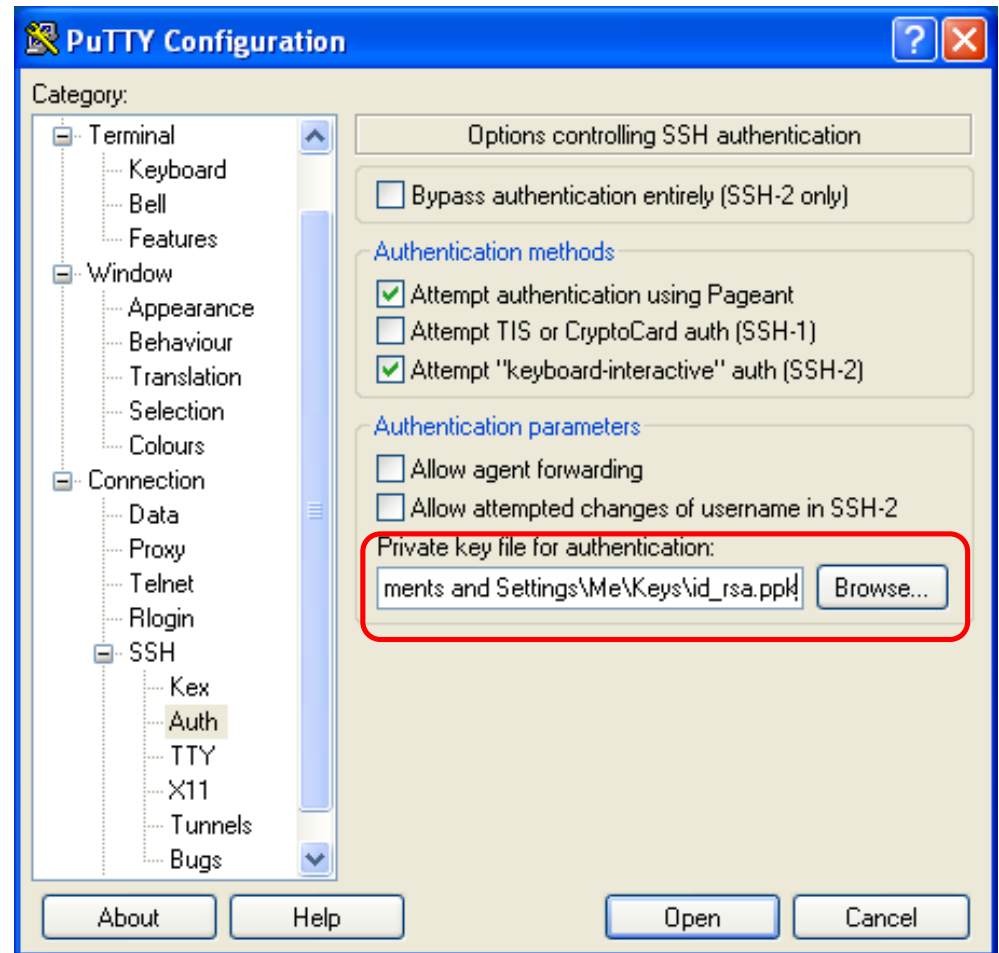 PuTTY Configuration
Category:
Terminal
Keyboard
Bell
Features
Window
Appearance
Behaviour
Translation
Selection
Colours
Connection
Data
Proxy
Telnet
Rlogin
SSH
Kex
Auth
TTY
X11
Tunnels
Bugs
Options controlling SSH authentication
Bypass authentication entirely (SSH-2 only)
Authentication methods
Attempt authentication using Pageant
Attempt TIS or CryptoCard auth (SSH-1)
Attempt "keyboard-interactive" auth (SSH-2)
Authentication parameters
Allow agent forwarding
Allow attempted changes of username in SSH-2
Private key file for authentication:
ments and Settings\Me\Keys\id_rsa.ppk
Browse...
About
Help
Open
Cancel